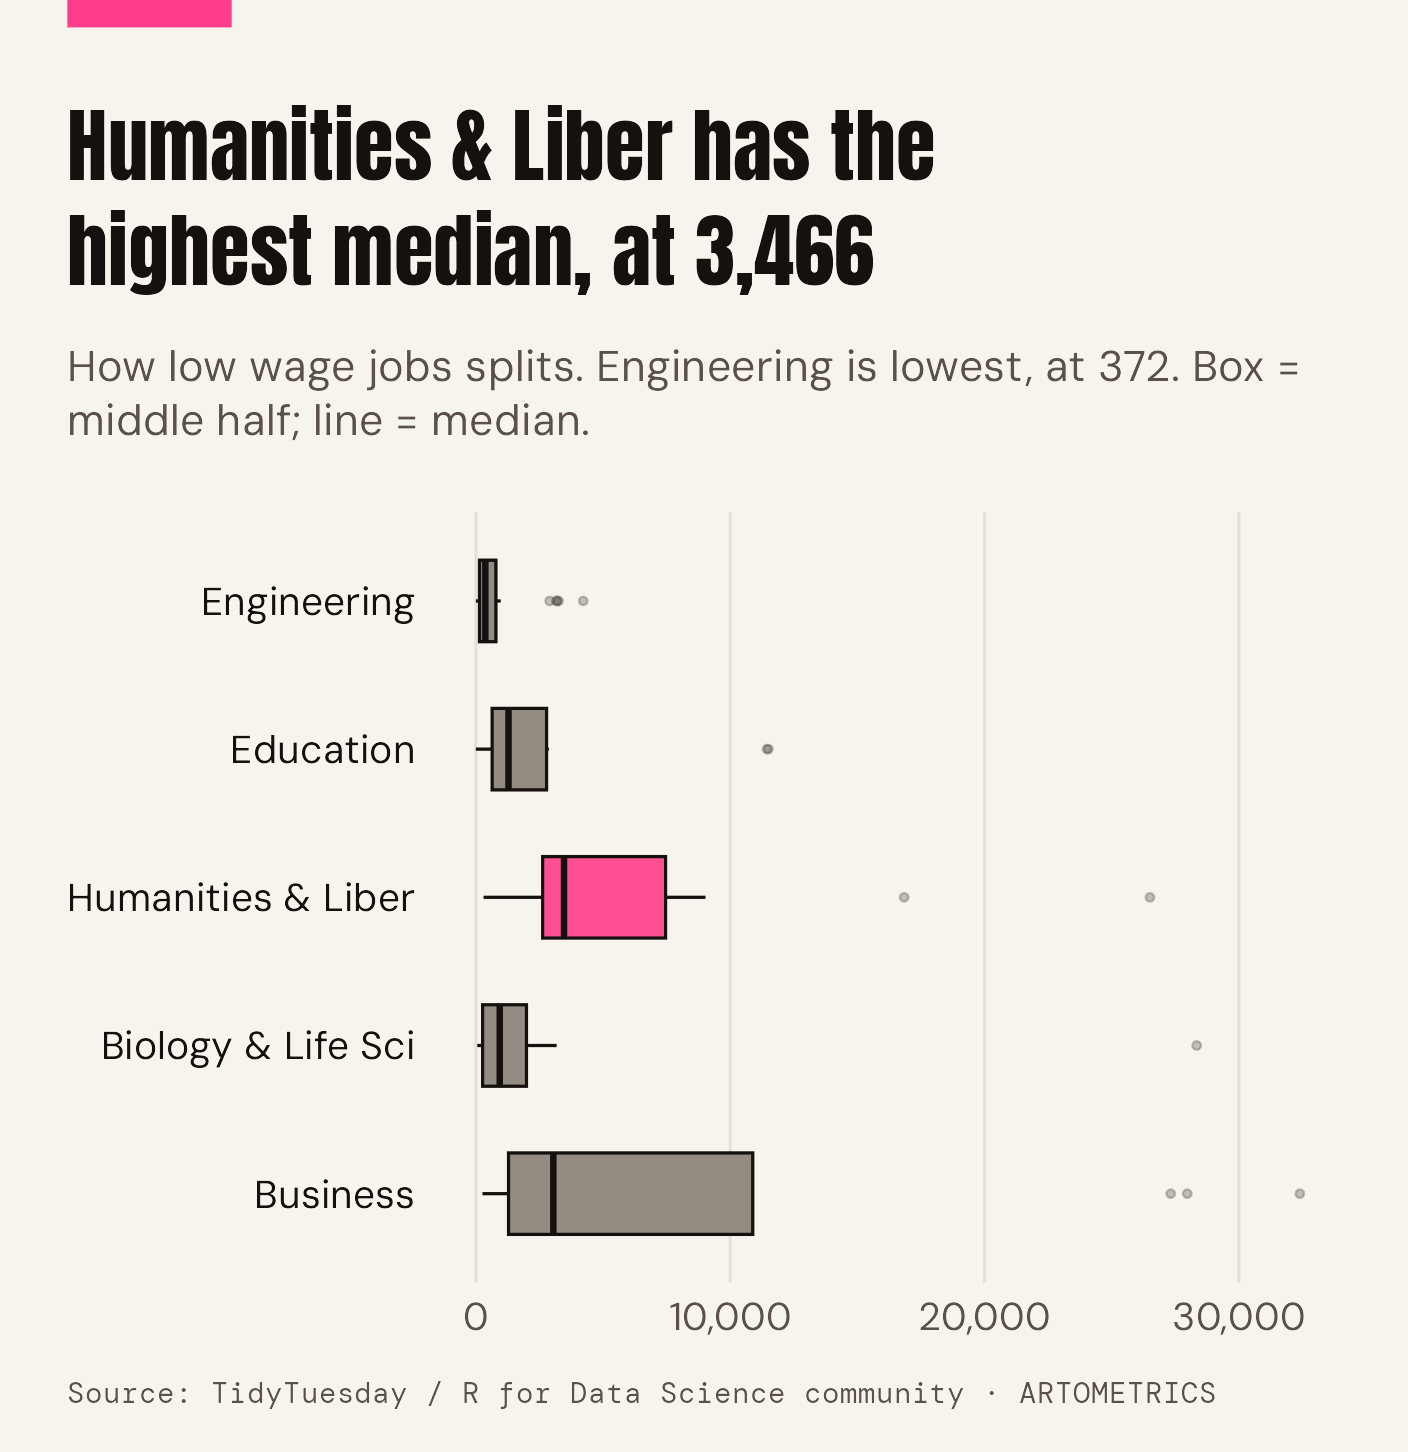 Humanities & Liber has the
highest median, at 3,466
How low wage jobs splits. Engineering is lowest, at 372. Box =
middle half; line = median.
Engineering
Education
Humanities & Liber
Biology & Life Sci
Business
0 10,000 20,000 30,000
Source: TidyTuesday / R for Data Science community · ARTOMETRICS